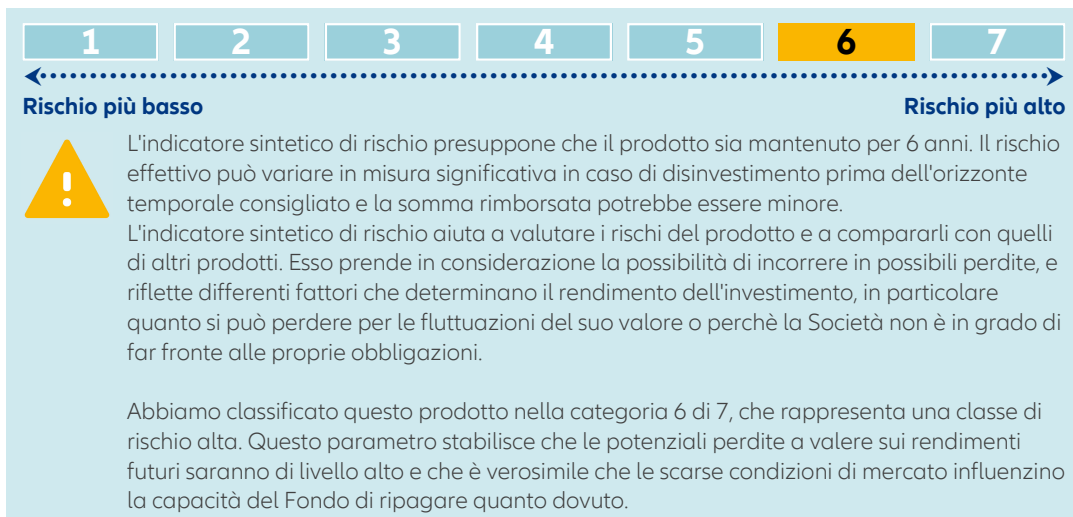 1 2 3 4 5 6 7
Rischio più basso Rischio più alto
L'indicatore sintetico di rischio presuppone che il prodotto sia mantenuto per 6 anni. Il rischio
effettivo può variare in misura significativa in caso di disinvestimento prima dell'orizzonte
temporale consigliato e la somma rimborsata potrebbe essere minore.
L'indicatore sintetico di rischio aiuta a valutare i rischi del prodotto e a compararli con quelli
di altri prodotti. Esso prende in considerazione la possibilità di incorrere in possibili perdite, e
riflette differenti fattori che determinano il rendimento dell'investimento, in particolare
quanto si può perdere per le fluttuazioni del suo valore o perchè la Società non è in grado di
far fronte alle proprie obbligazioni.
Abbiamo classificato questo prodotto nella categoria 6 di 7, che rappresenta una classe di
rischio alta. Questo parametro stabilisce che le potenziali perdite a valere sui rendimenti
futuri saranno di livello alto e che è verosimile che le scarse condizioni di mercato influenzino
la capacità del Fondo di ripagare quanto dovuto.